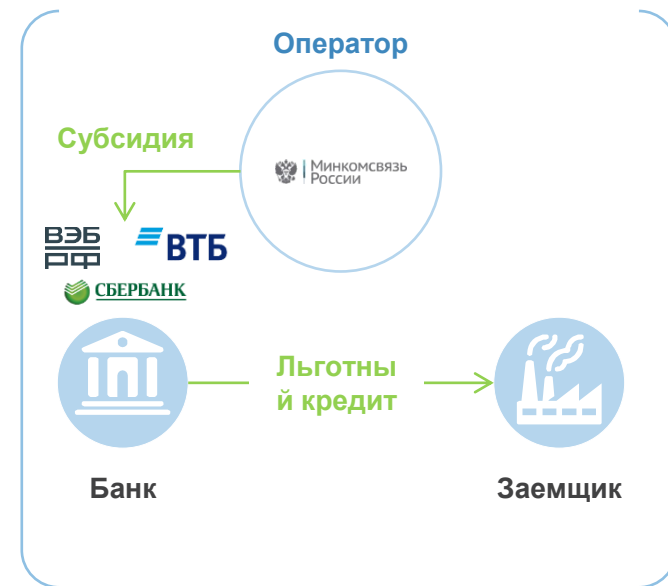 Оператор
Субсидия
Минкомсвязь
России
ВЭБ
РФ
ВТБ
СБЕРБАНК
Льготны
й кредит
Банк
Заемщик